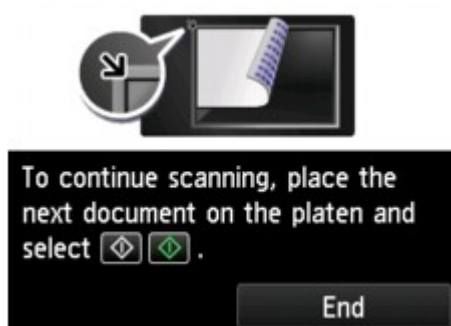 To continue scanning, place the
next document on the platen and
select .
End